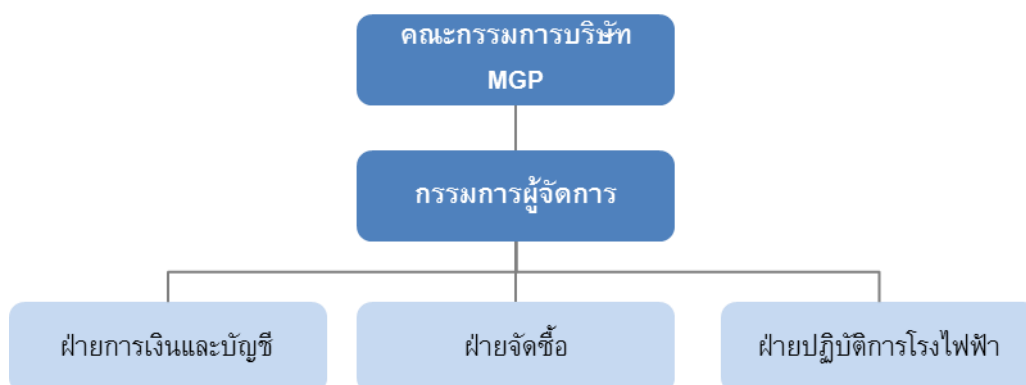 คณะกรรมการบริษัท
MGP
กรรมการผู้จัดการ
ฝ่ายการเงินและบัญชี
ฝ่ายจัดซื้อ
ฝ่ายปฏิบัติการโรงไฟฟ้า